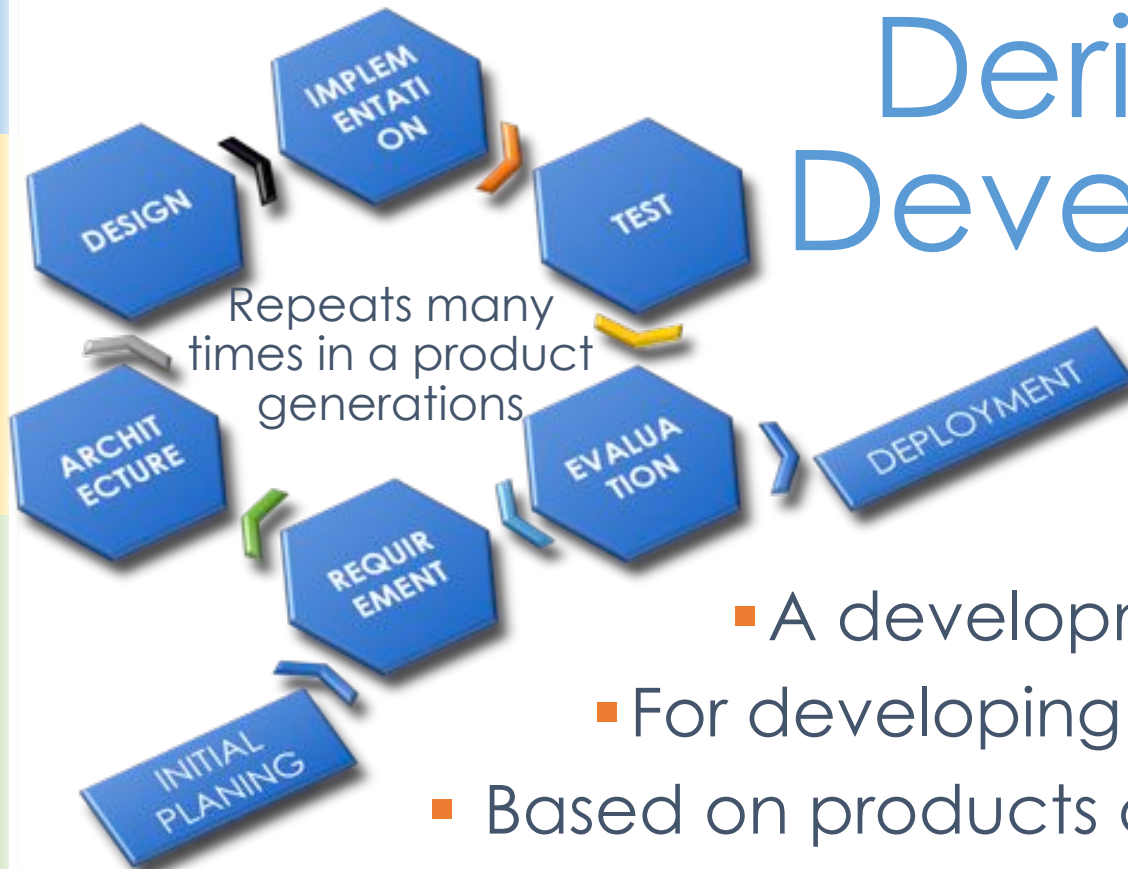 Deri
Deve
IMPLEM
ENTATI
ON
DESIGN
TEST
Repeats many
times in a product
generations
ARCHIT
ECTURE
EVALUA
TION
DEPLOYMENT
REQUIR
EMENT
INITIAL
PLANING
▪ A develop
▪ For developing
▪ Based on products